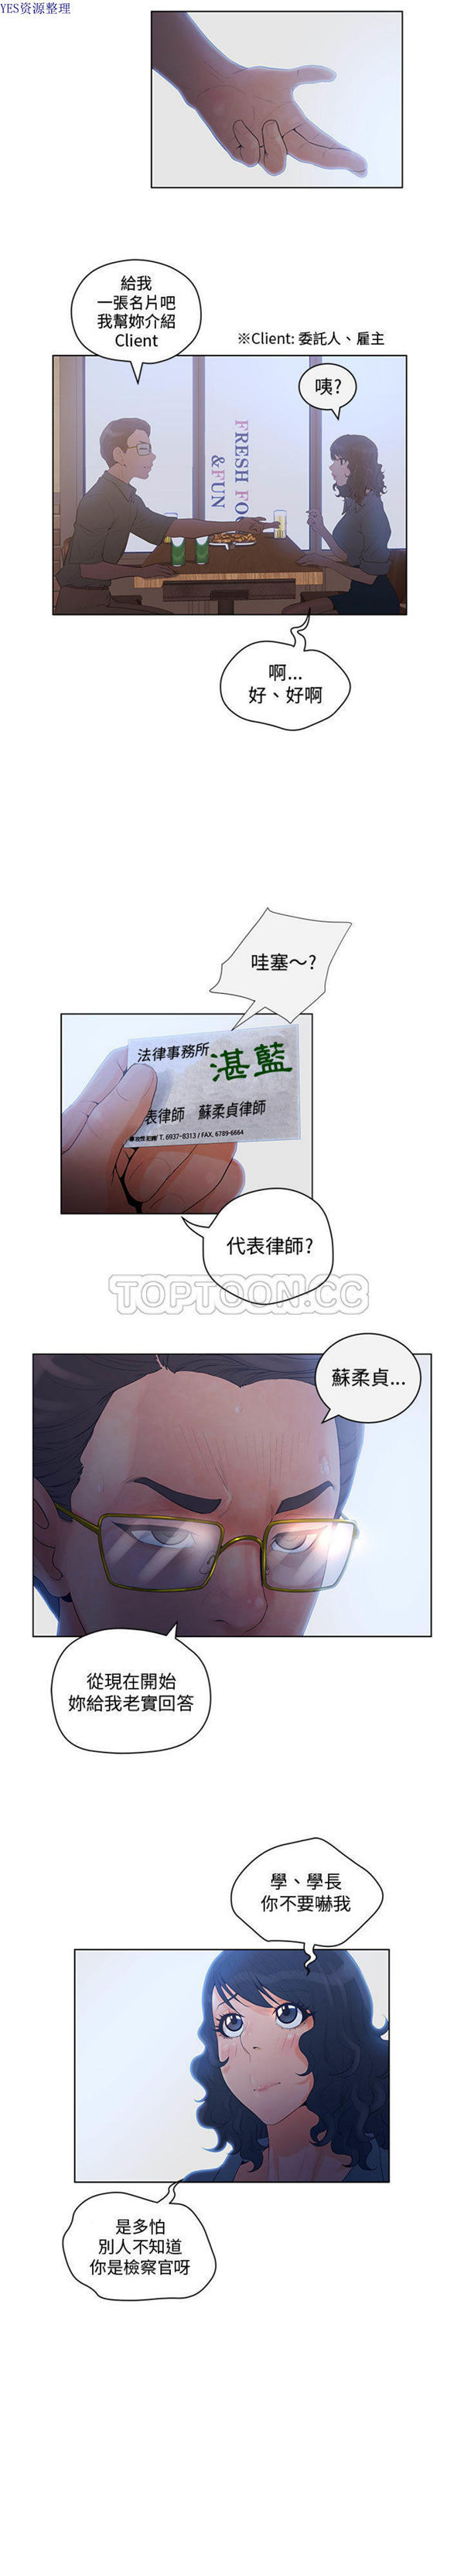 YES资源整理
給我
一張名片吧
我幫妳介紹
Client
※Client: 委託人、雇主
咦?
FRESH FOO
&FUN
啊...
好、好啊
哇塞～?
法律事務所
湛藍
表律師 蘇柔貞律師
T. 6937-8313 / FAX. 6789-6664
代表律師?
TOPTOON.CC
蘇柔貞...
從現在開始
妳給我老實回答
學、學長
你不要嚇我
是多怕
別人不知道
你是檢察官呀